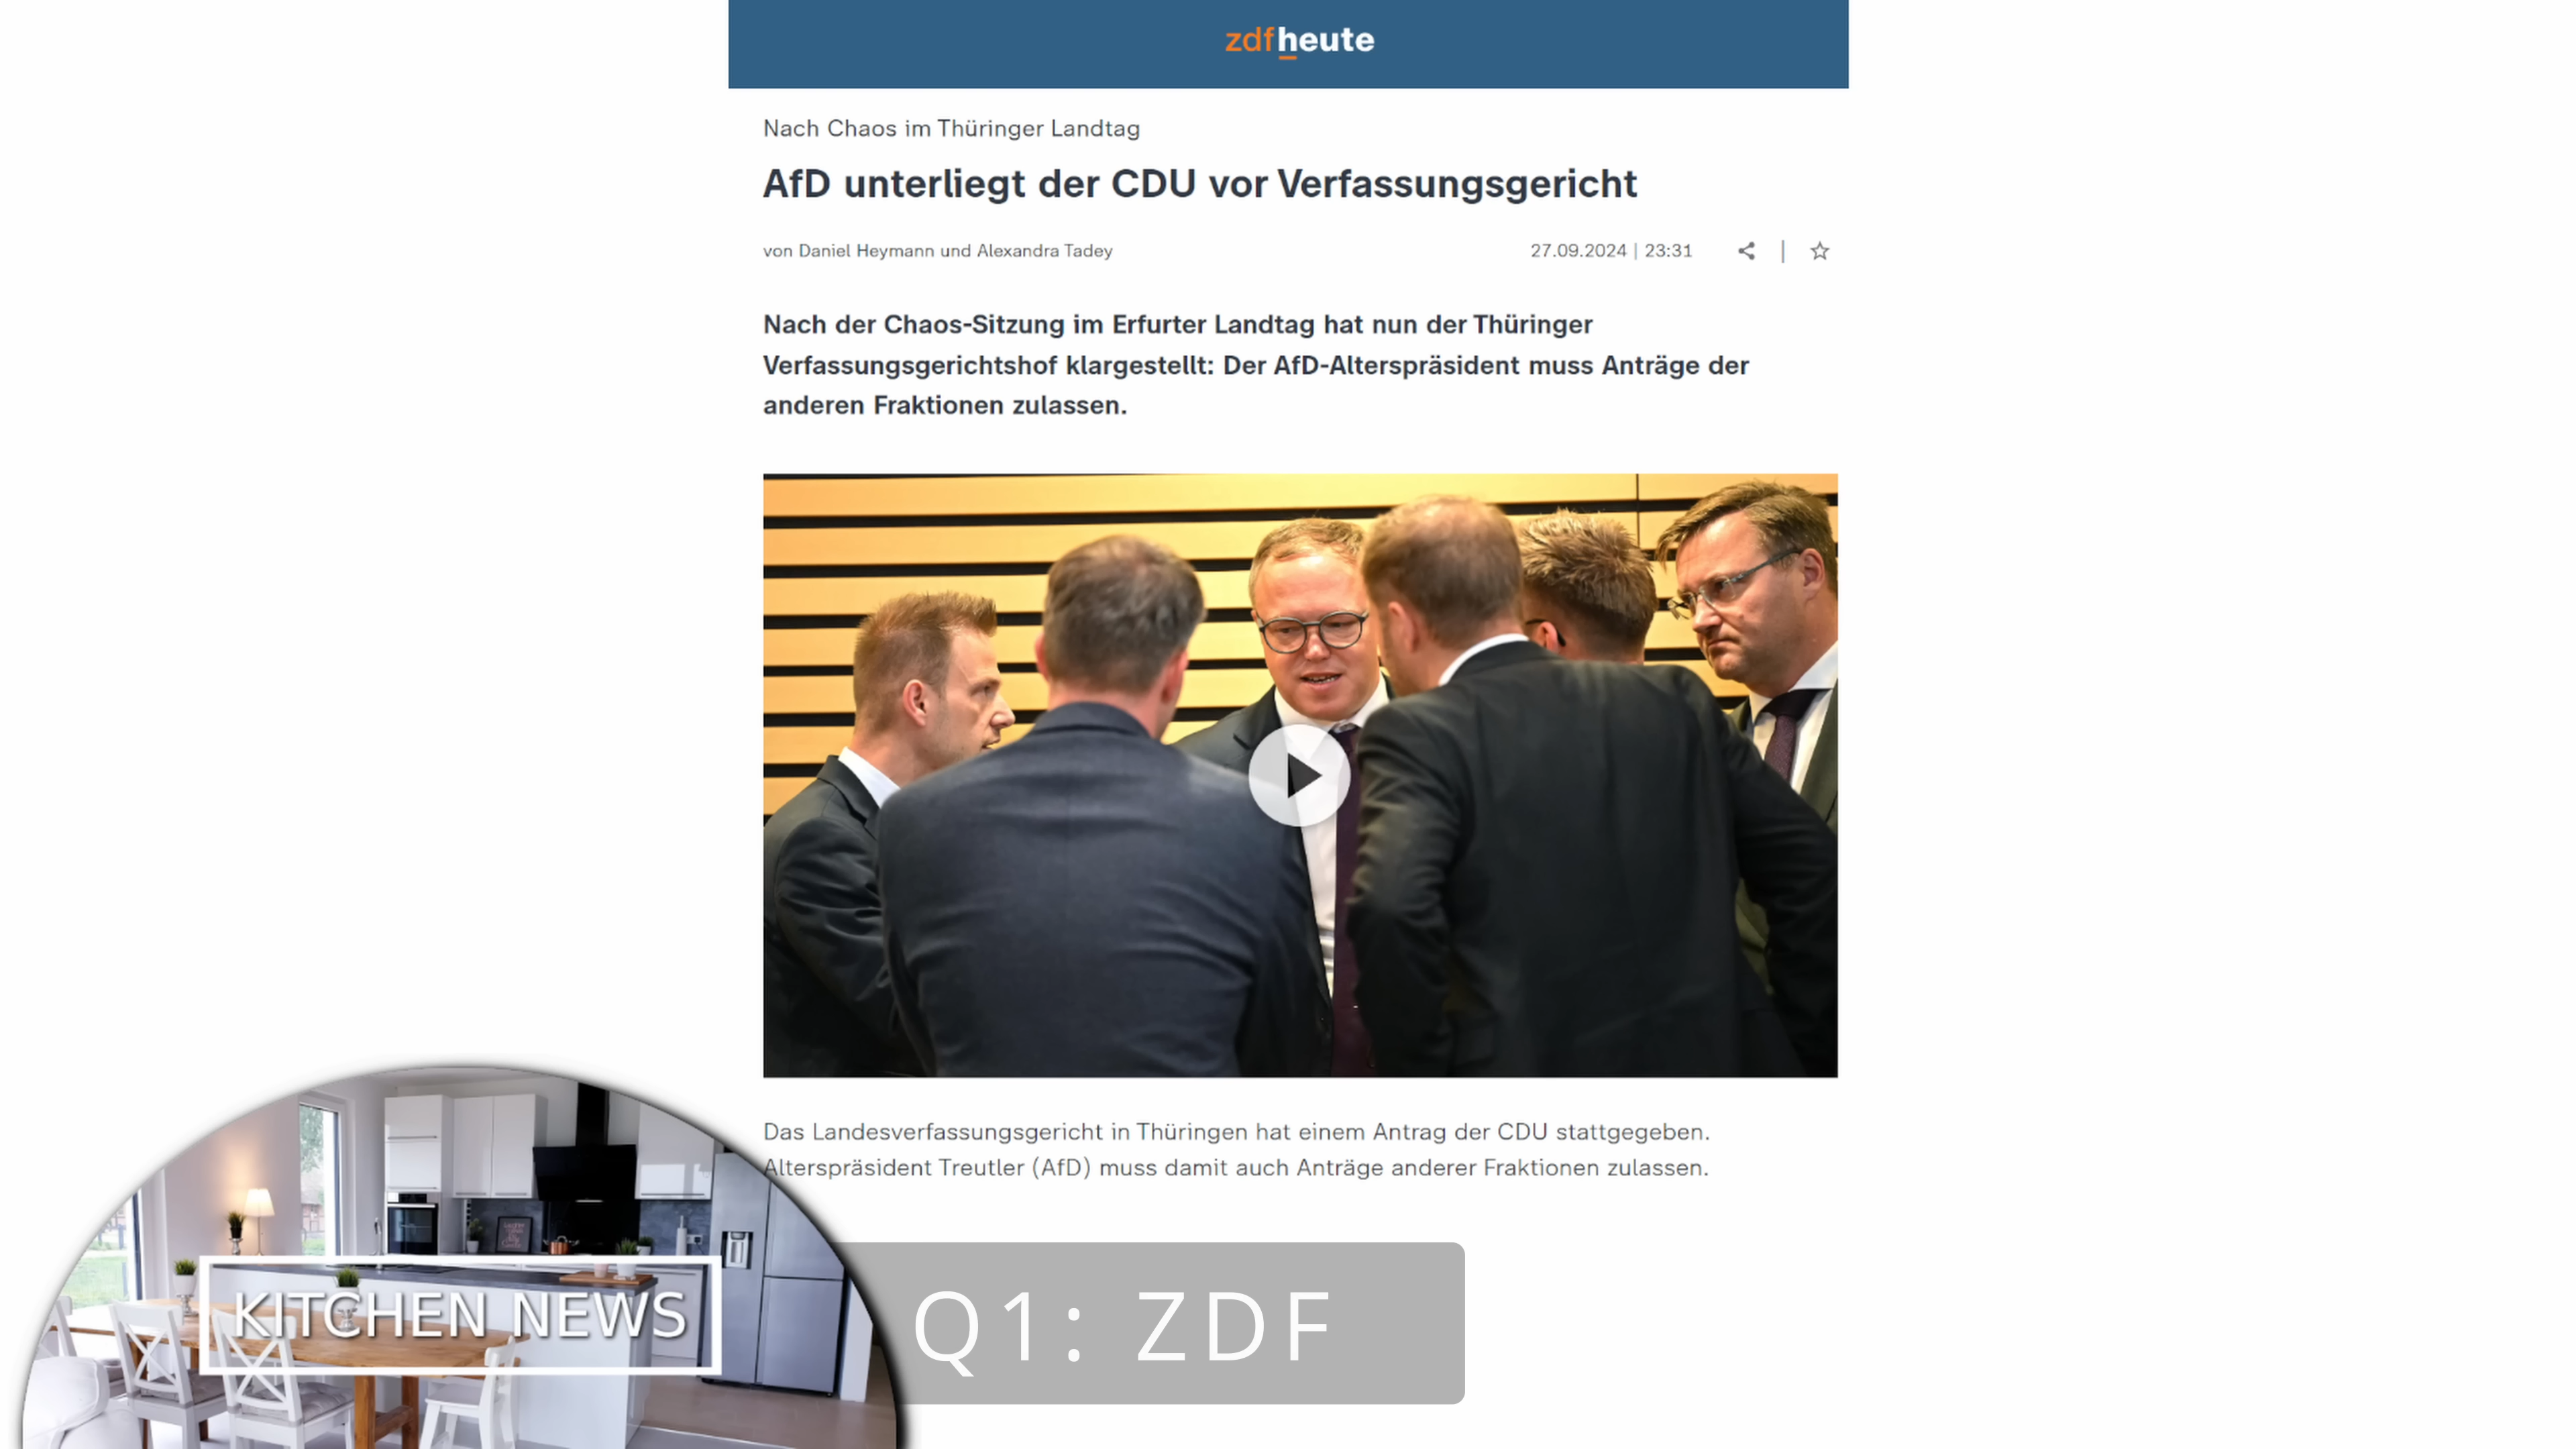 zdfheute
Nach Chaos im Thüringer Landtag
AfD unterliegt der CDU vor Verfassungsgericht
von Daniel Heymann und Alexandra Tadey
27.09.2024 | 23:31
Nach der Chaos-Sitzung im Erfurter Landtag hat nun der Thüringer
Verfassungsgerichtshof klargestellt: Der AfD-Alterspräsident muss Anträge der
anderen Fraktionen zulassen.
Das Landesverfassungsgericht in Thüringen hat einem Antrag der CDU stattgegeben.
Alterspräsident Treutler (AfD) muss damit auch Anträge anderer Fraktionen zulassen.
KITCHEN NEWS
Q1: ZDF